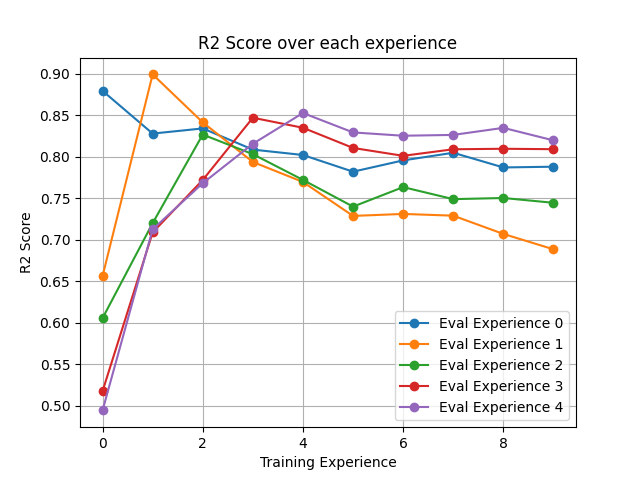 R2 Score over each experience
0.90
0.85
0.80
0.75
0.70
0.65
0.60
0.55
0.50
R2 Score
Eval Experience 0
Eval Experience 1
Eval Experience 2
Eval Experience 3
Eval Experience 4
0 2 4 6 8
Training Experience